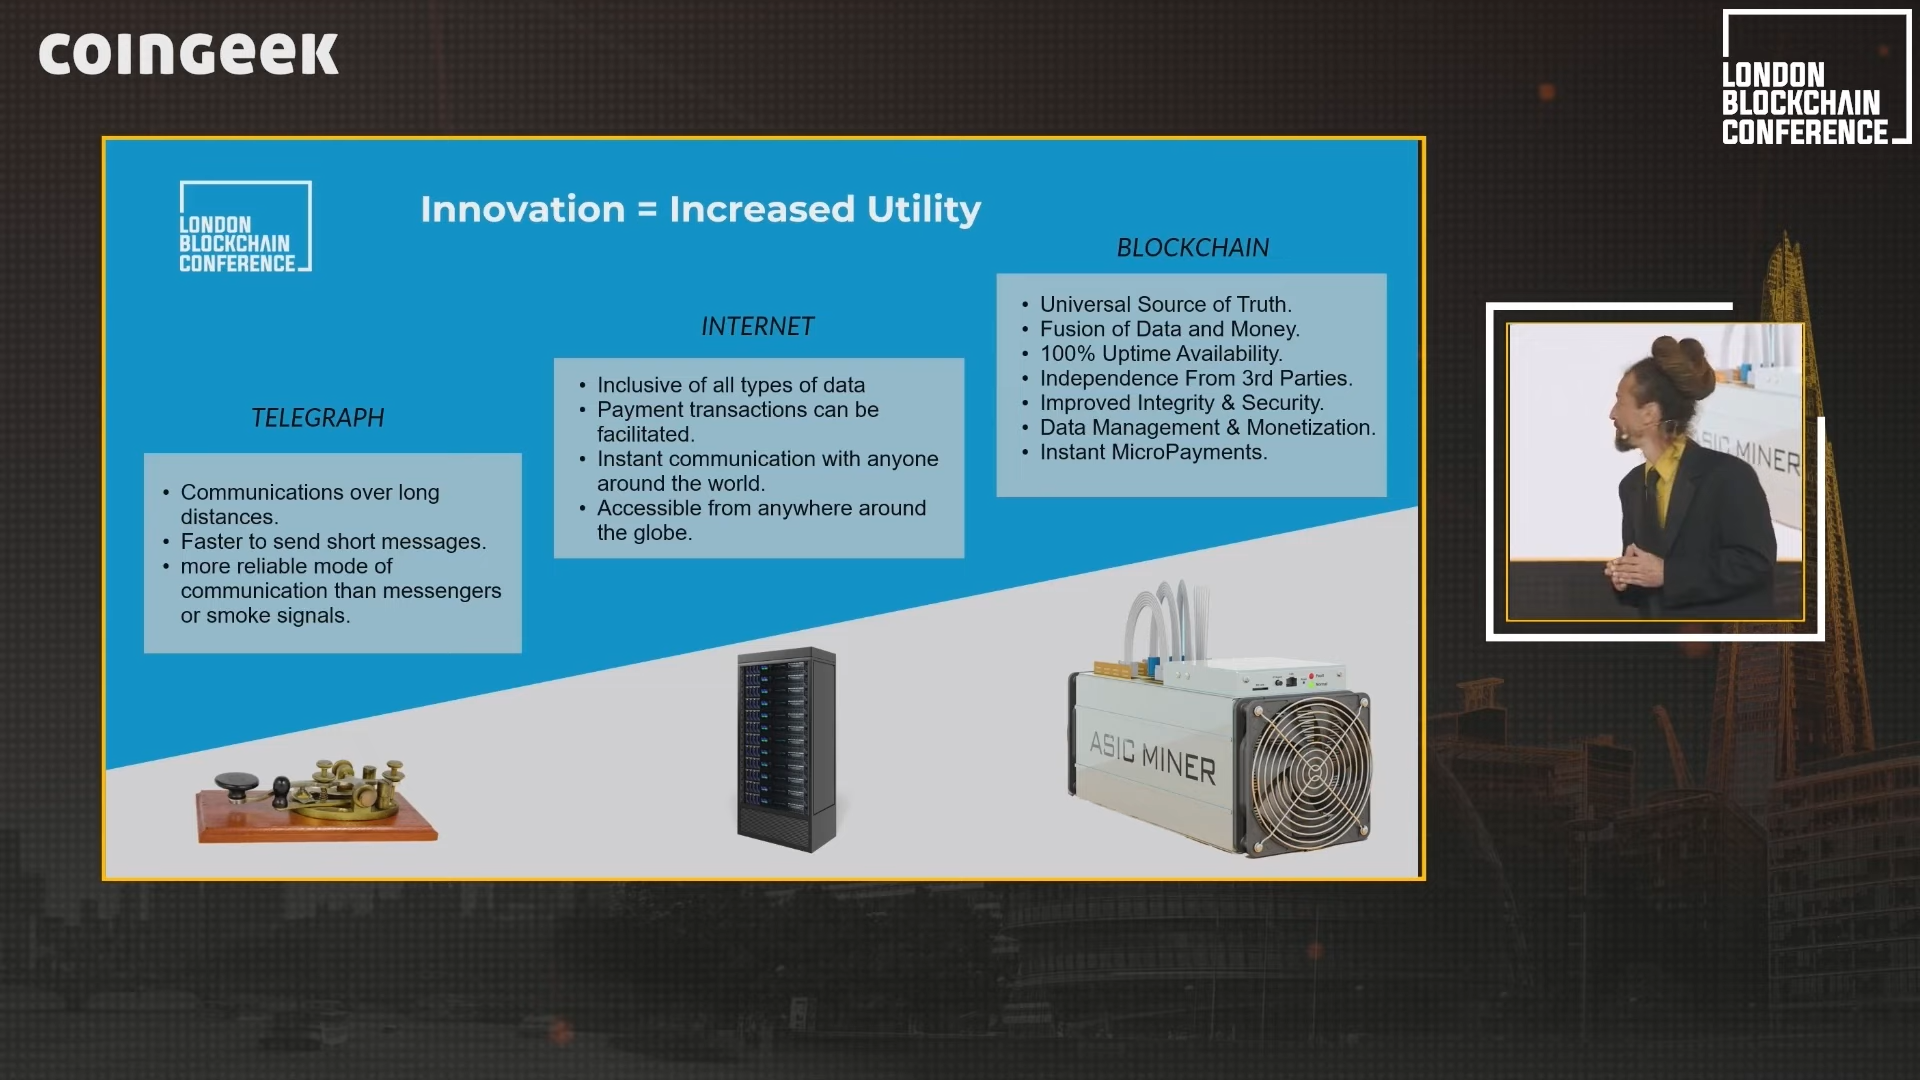 COINGEEK
LONDON
BLOCKCHAIN
CONFERENCE
LONDON
BLOCKCHAIN
CONFERENCE
Innovation = Increased Utility
TELEGRAPH
• Communications over long
distances.
• Faster to send short messages.
• more reliable mode of
communication than messengers
or smoke signals.
INTERNET
• Inclusive of all types of data
• Payment transactions can be
facilitated.
• Instant communication with anyone
around the world.
• Accessible from anywhere around
the globe.
BLOCKCHAIN
• Universal Source of Truth.
• Fusion of Data and Money.
• 100% Uptime Availability.
• Independence From 3rd Parties.
• Improved Integrity & Security.
• Data Management & Monetization.
• Instant MicroPayments.
ASIC MINER
ASIC MINER